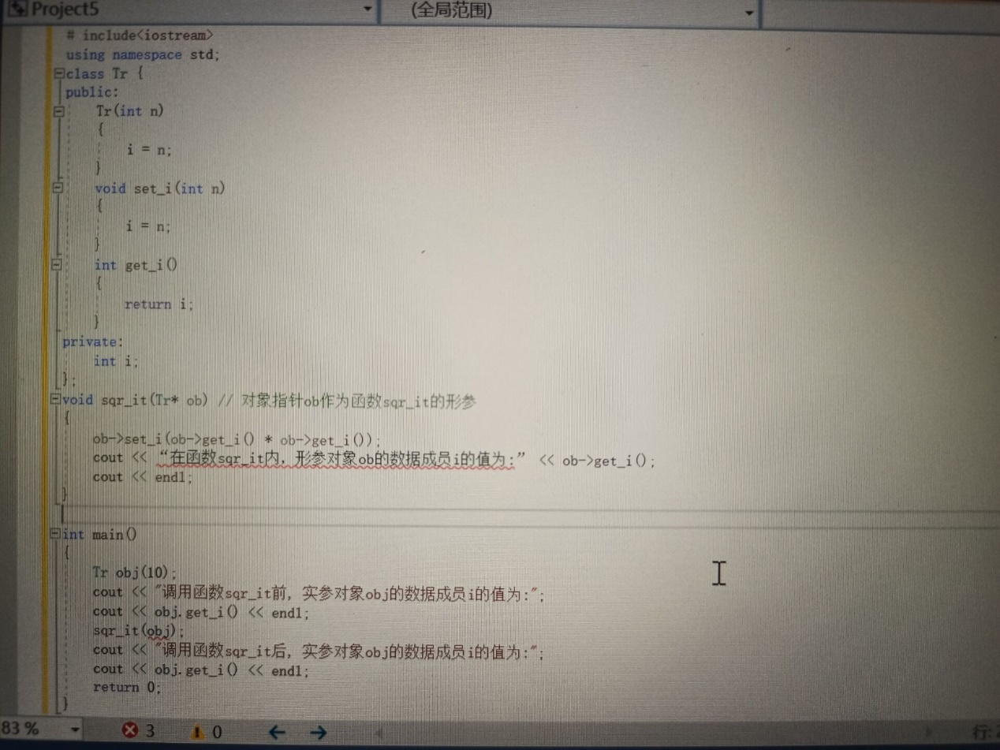 Project5
(全局范围)
# include<iostream>
using namespace std;
class Tr {
public:
Tr(int n)
{
i = n;
}
void set_i(int n)
{
i = n;
}
int get_i()
{
return i;
}
private:
int i;
};
void sqr_it(Tr* ob) // 对象指针ob作为函数sqr_it的形参
{
ob->set_i(ob->get_i() * ob->get_i());
cout << “在函数sqr_it内，形参对象ob的数据成员i的值为:” << ob->get_i();
cout << endl;
}
int main()
{
Tr obj(10);
cout << "调用函数sqr_it前，实参对象obj的数据成员i的值为:";
cout << obj.get_i() << endl;
sqr_it(obj);
cout << "调用函数sqr_it后，实参对象obj的数据成员i的值为:";
cout << obj.get_i() << endl;
return 0;
}
83 %
3
0
行: